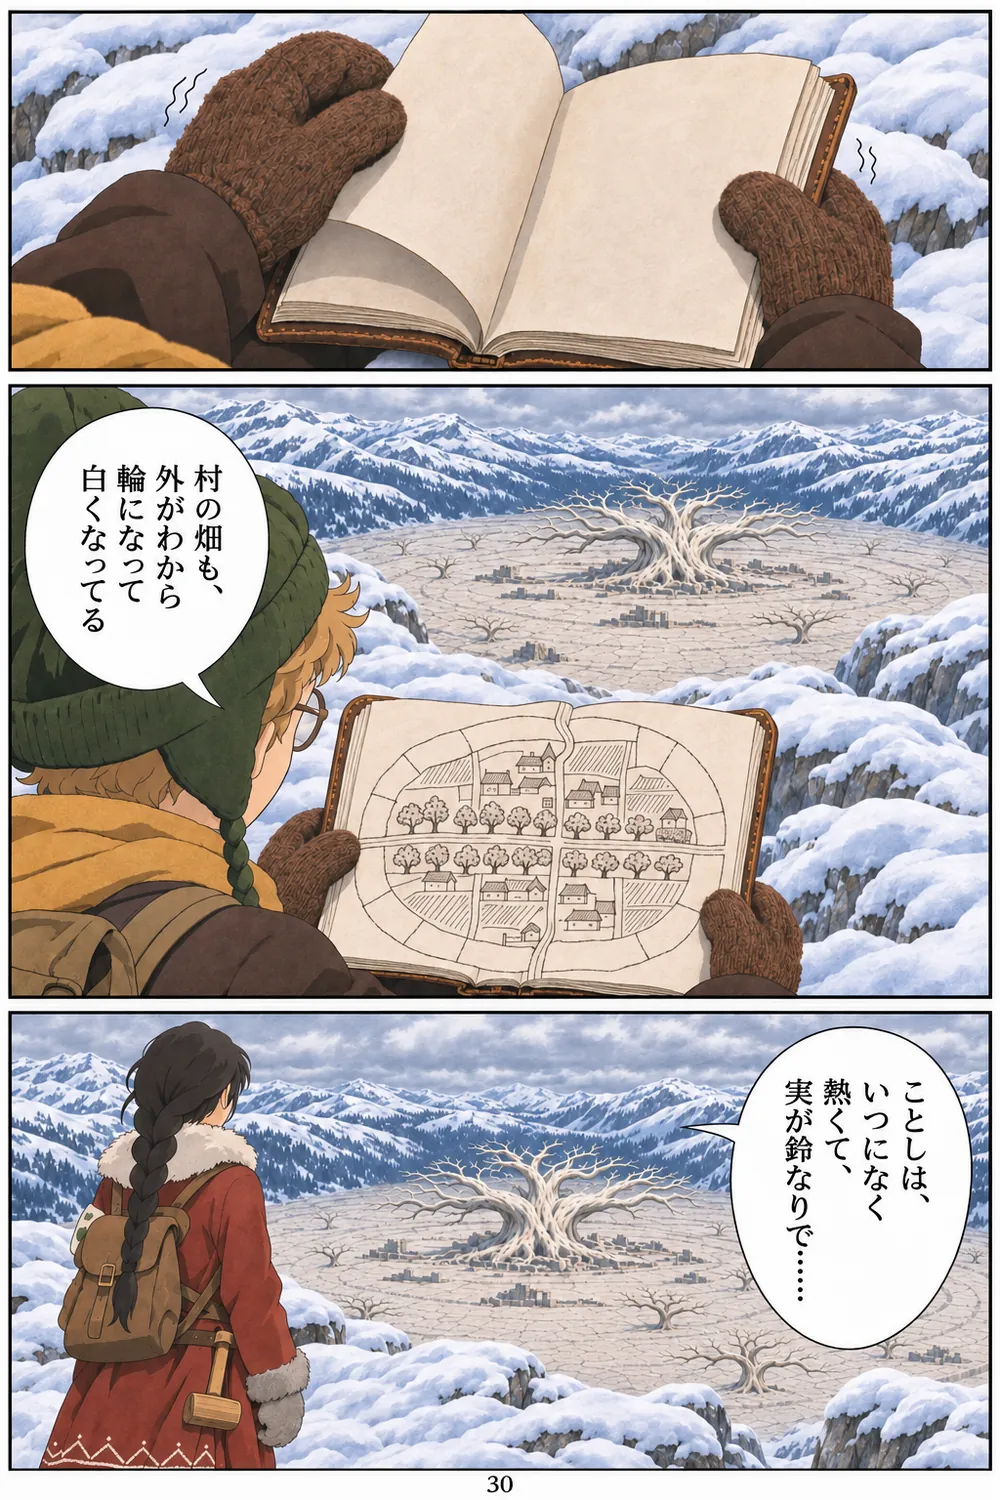 村の畑も、
外がわから
輪になって
白くなってる
ことしは、
いつになく
熱くて、
実が鈴なりで……
30